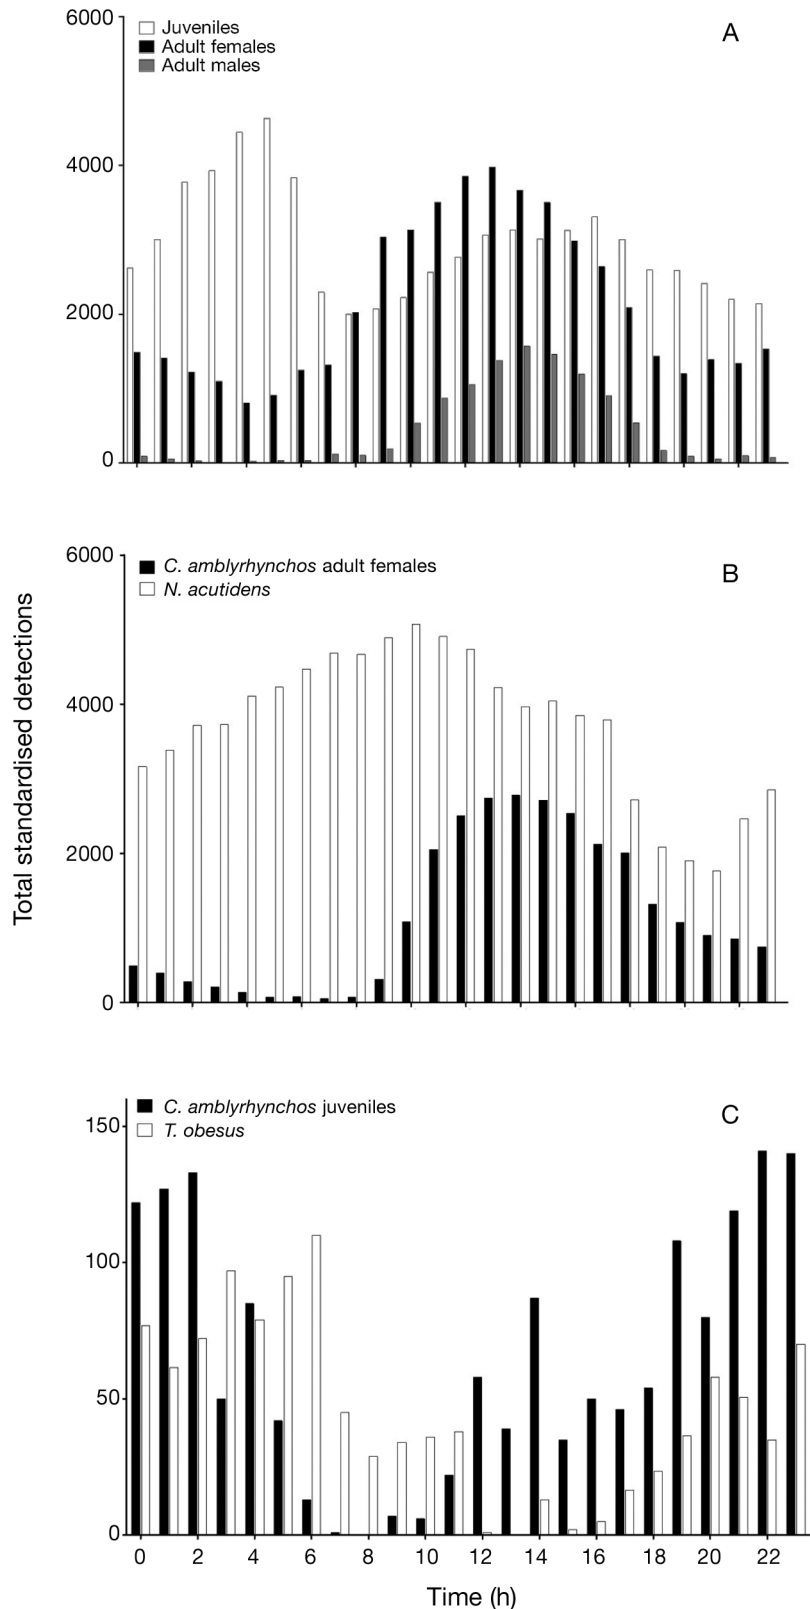 6000
Juveniles
A
Adult females
Adult males
4000
2000
0
6000
C. amblyrhynchos adult females
B
N. acutidens
4000
2000
0
Total standardised detections
C. amblyrhynchos juveniles
C
150
T. obesus
100
50
0
0 2 4 6 8 10 12 14 16 18 20 22
Time (h)